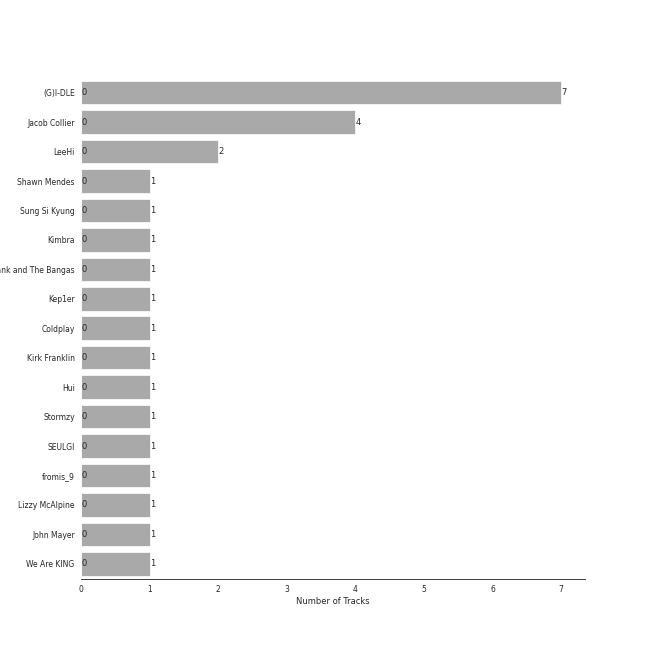 (G)I-DLE 0 7
Jacob Collier 0 4
LeeHi 0 2
Shawn Mendes 0 1
Sung Si Kyung 0 1
Kimbra 0 1
and The Bangas 0 1
Kep1er 0 1
Coldplay 0 1
Kirk Franklin 0 1
Hui 0 1
Stormzy 0 1
SEULGI 0 1
fromis_9 0 1
Lizzy McAlpine 0 1
John Mayer 0 1
We Are KING 0 1
0 1 2 3 4 5 6 7
Number of Tracks